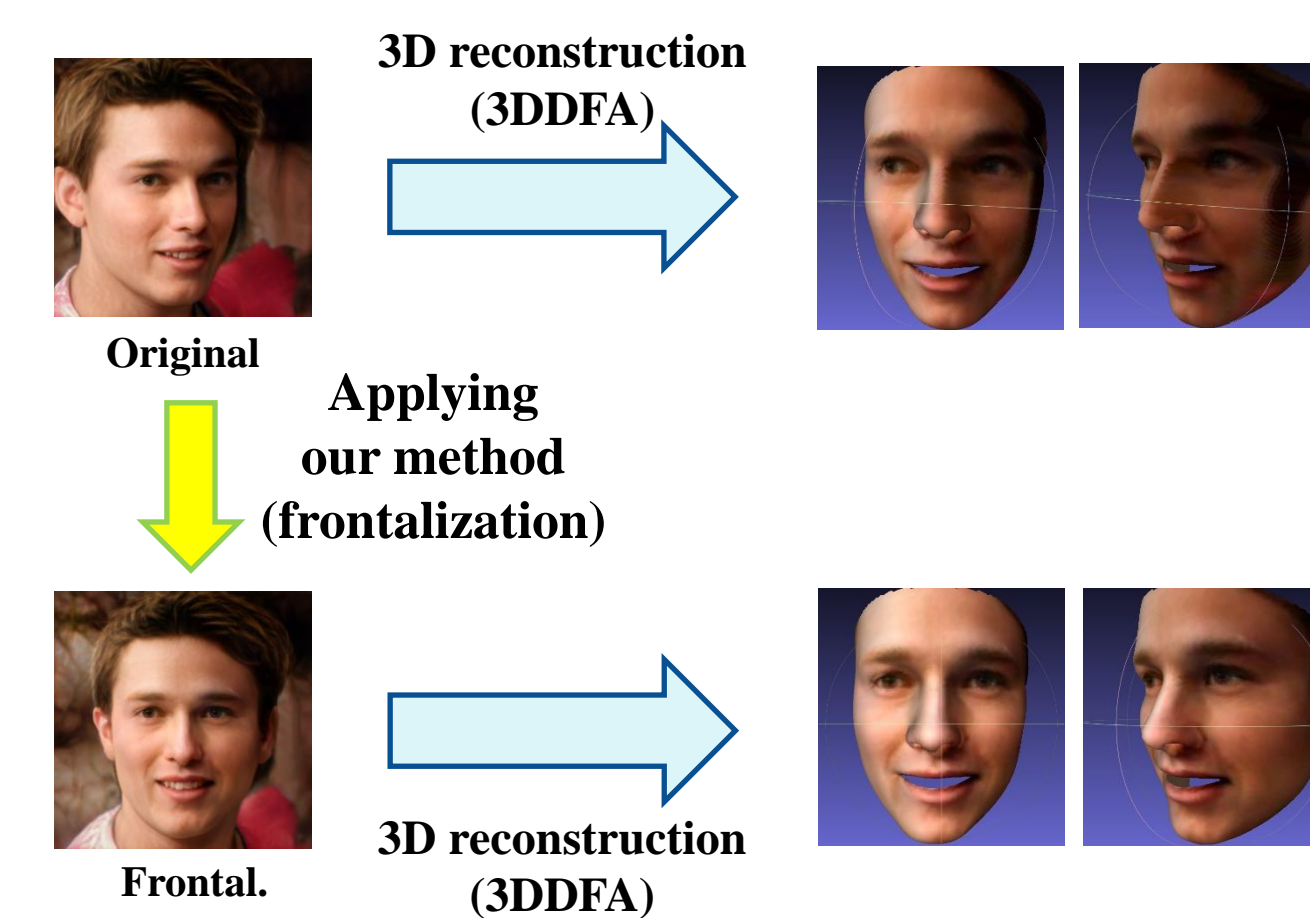 3D reconstruction
(3DDFA)
Original
Applying
our method
(frontalization)
Frontal.
3D reconstruction
(3DDFA)